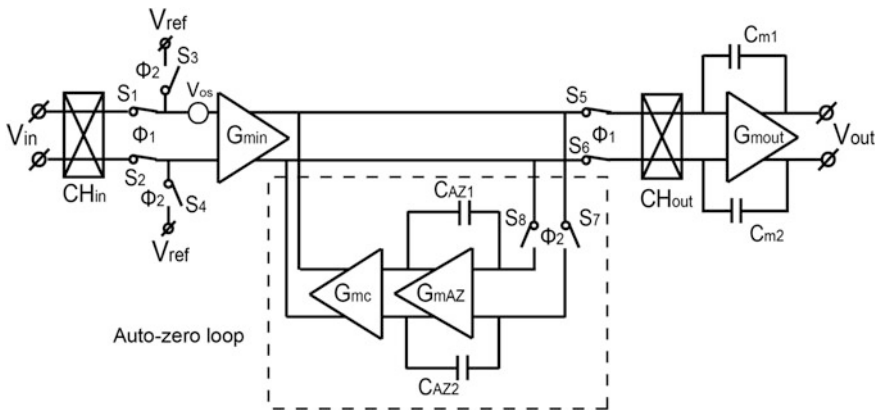 Vref
S3
Φ2
Cm1
S1
Vos
S5
Vin
Φ1
Gmin
Φ1
Gmout
Vout
S2
S6
CHin
Φ2
S4
CAZ1
S8
Φ2
S7
CHout
Cm2
Vref
Gmc
GmAZ
Auto-zero loop
CAZ2